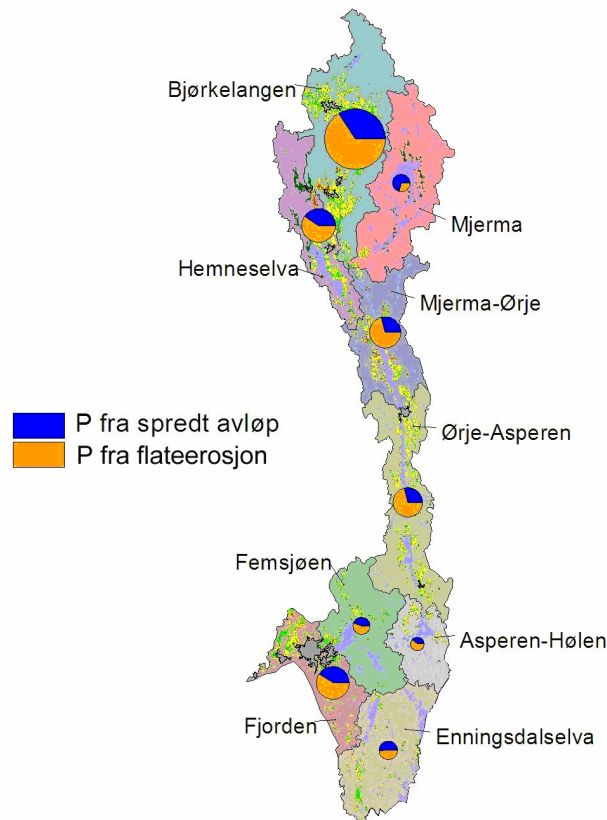 Bjørkelangen
Mjerma
Hemneselva
Mjerma-Ørje
P fra spredt avløp
P fra flateerosjon
Ørje-Asperen
Femsjøen
Asperen-Hølen
Fjorden
Enningsdalselva